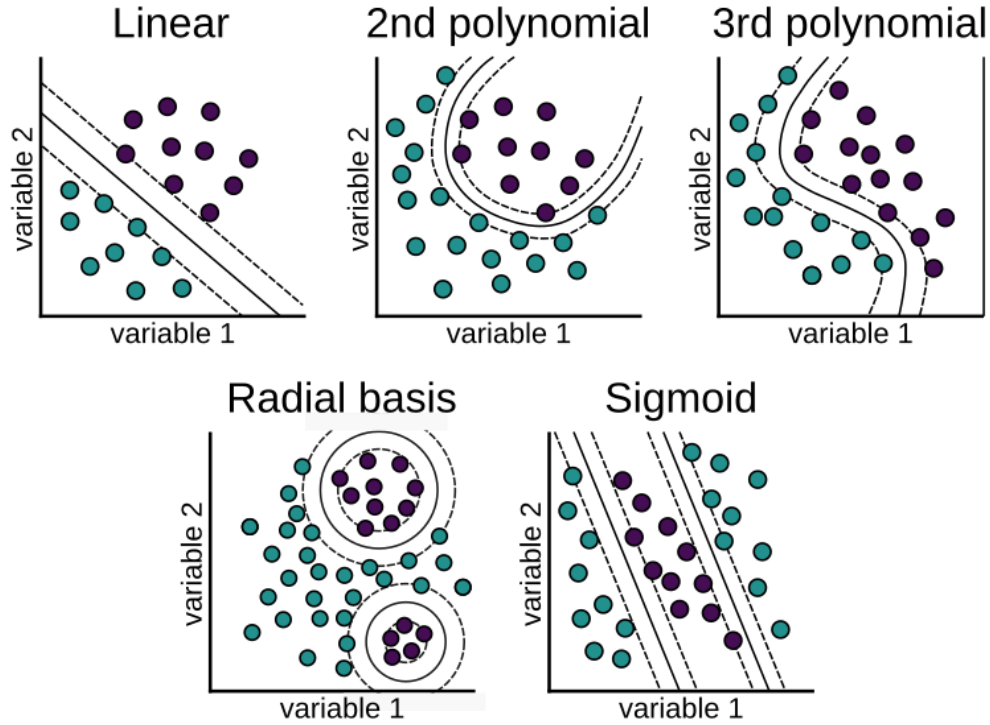 Linear
2nd polynomial
3rd polynomial
variable 2
variable 2
variable 2
variable 1
variable 1
variable 1
Radial basis
Sigmoid
variable 2
variable 2
variable 1
variable 1